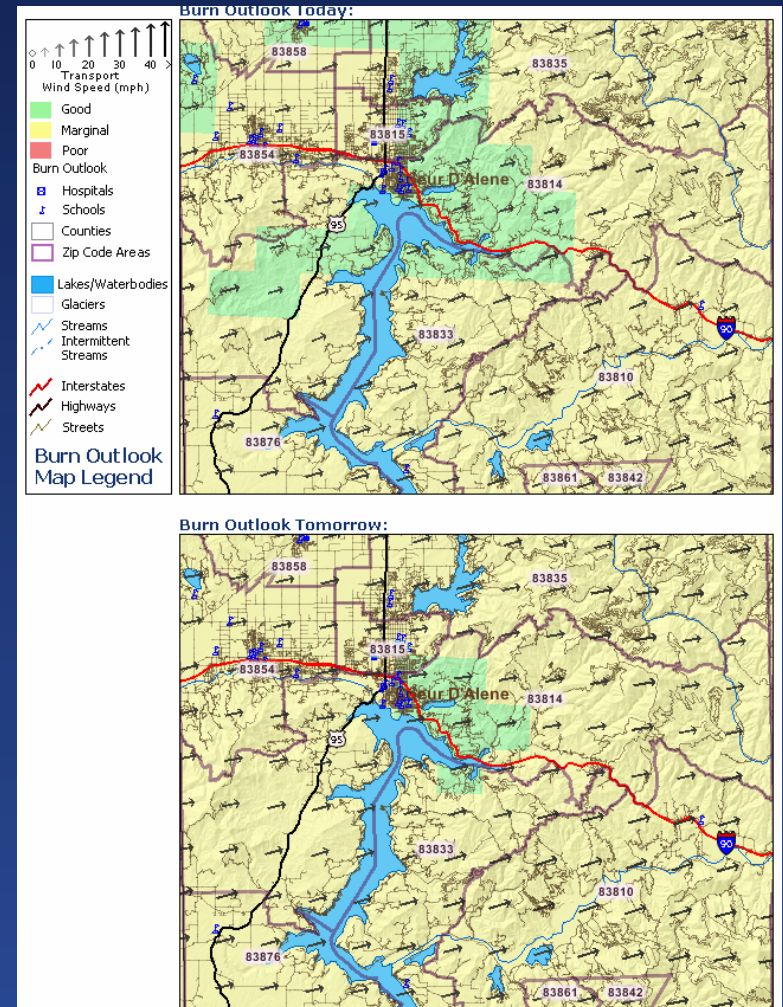 0 10 20 30 40 >
Transport
Wind Speed (mph)
Good
Marginal
Poor
Burn Outlook
Hospitals
Schools
Counties
Zip Code Areas
Lakes/Waterbodies
Glaciers
Streams
Intermittent
Streams
Interstates
Highways
Streets
Burn Outlook
Map Legend
Burn Outlook Today:
83858
83835
83815
83854
eur D'Alene
83814
95
83833
90
83810
83876
83861
83842
Burn Outlook Tomorrow:
83858
83835
83815
83854
eur D'Alene
83814
95
83833
90
83810
83876
83861
83842